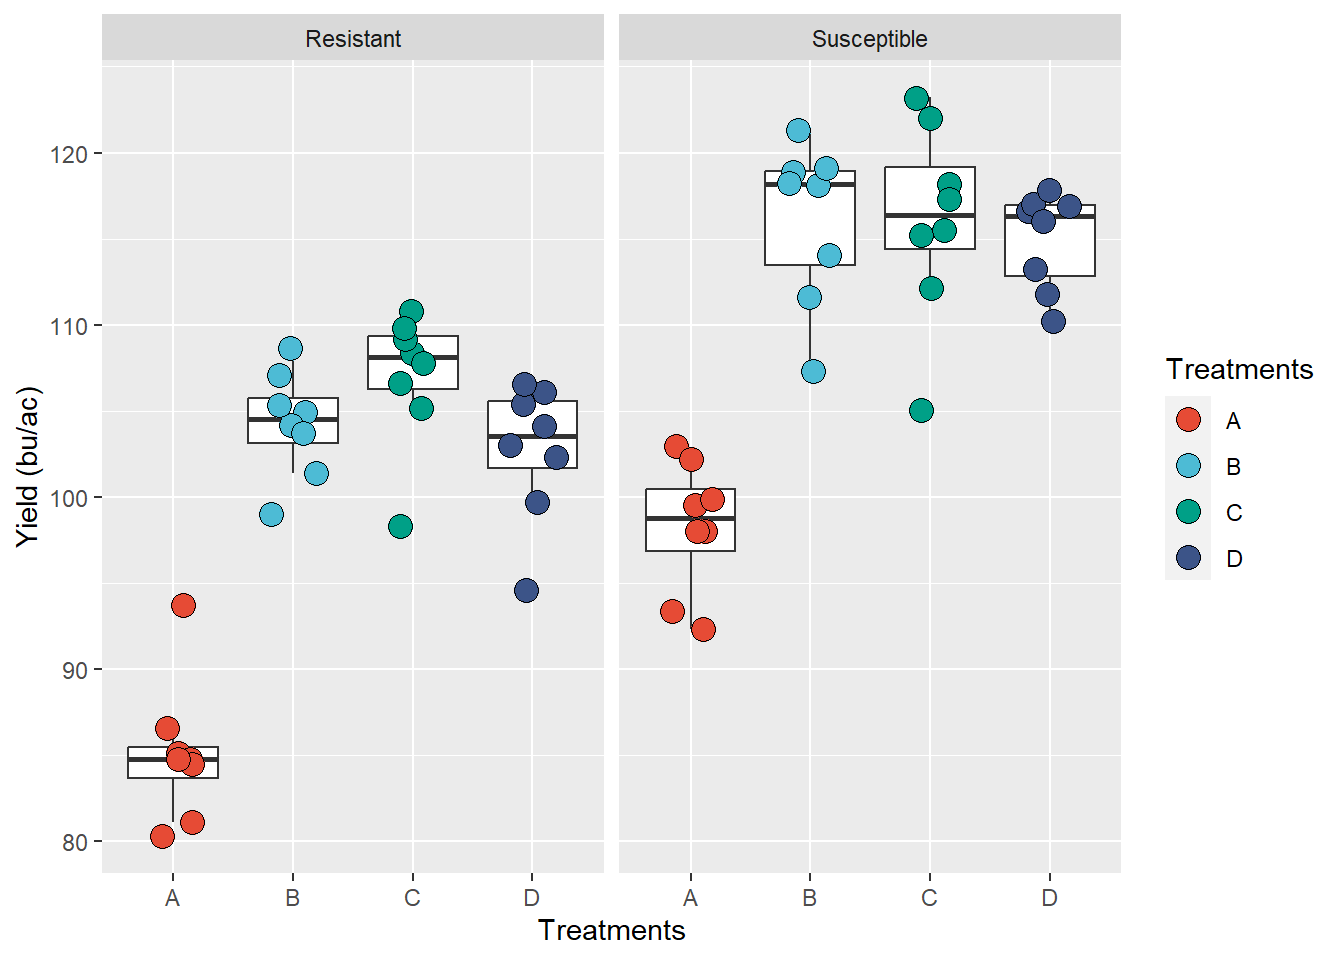 Resistant
Susceptible
Yield (bu/ac)
120
110
100
90
80
A
B
C
D
A
B
C
D
Treatments
Treatments
A
B
C
D